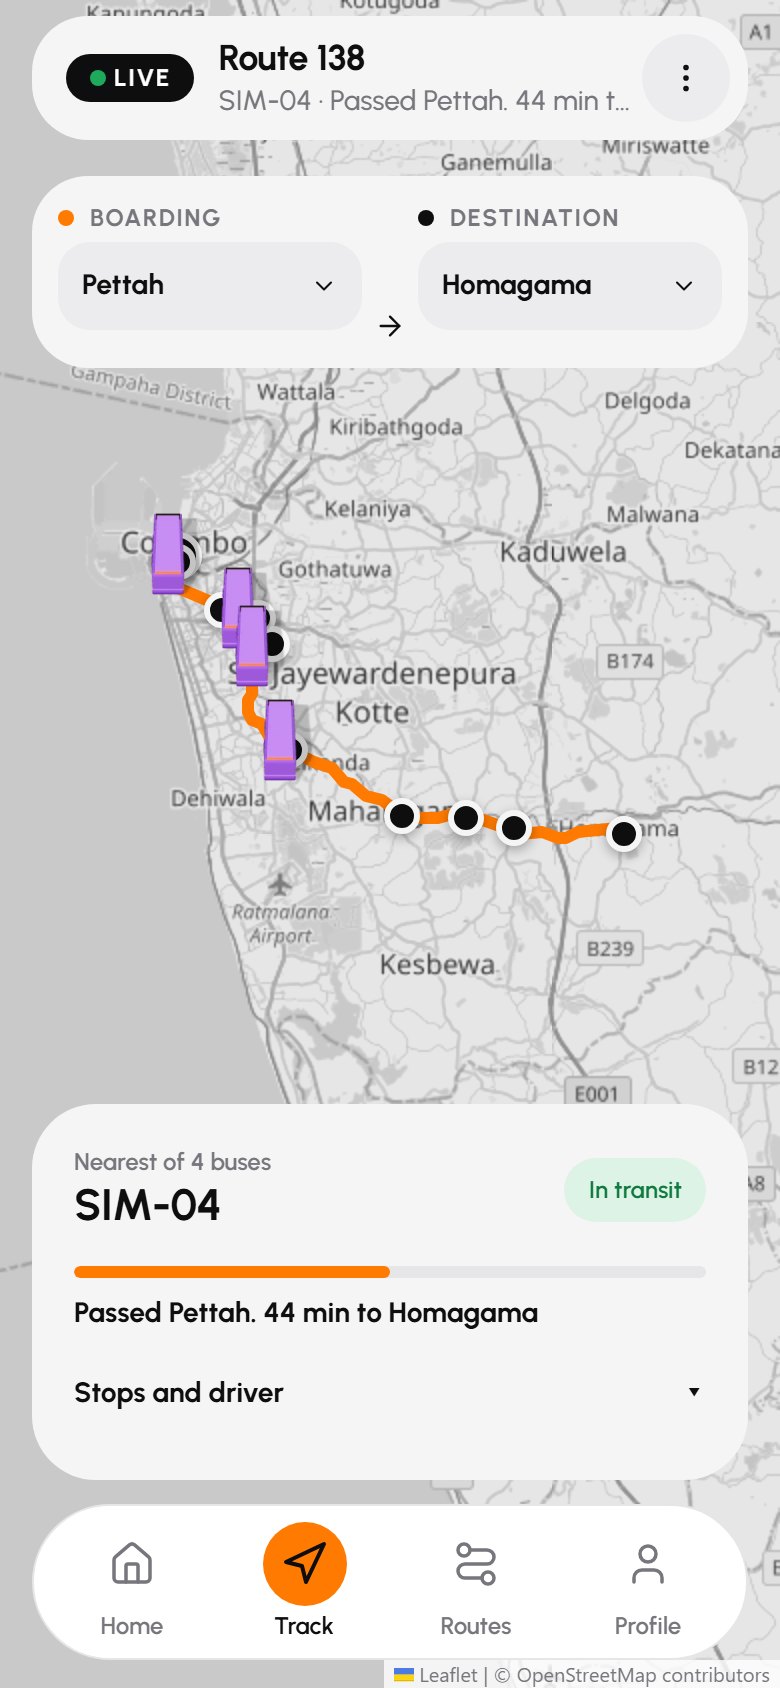 Kotugoda
A1
LIVE
Route 138
SIM-04 · Passed Pettah. 44 min t...
Miriswatte
Ganemulla
BOARDING
DESTINATION
Pettah
Homagama
Gampaha District
Wattala
Delgoda
Kiribathgoda
Dekatana
Kelaniya
Malwana
Kaduwela
Gothatuwa
B174
Jayewardenepura
Kotte
Dehiwala
Ratmalana
Airport
B239
Kesbewa
B12
E001
Nearest of 4 buses
SIM-04
In transit
Passed Pettah. 44 min to Homagama
Stops and driver
Home
Track
Routes
Profile
Leaflet | © OpenStreetMap contributors